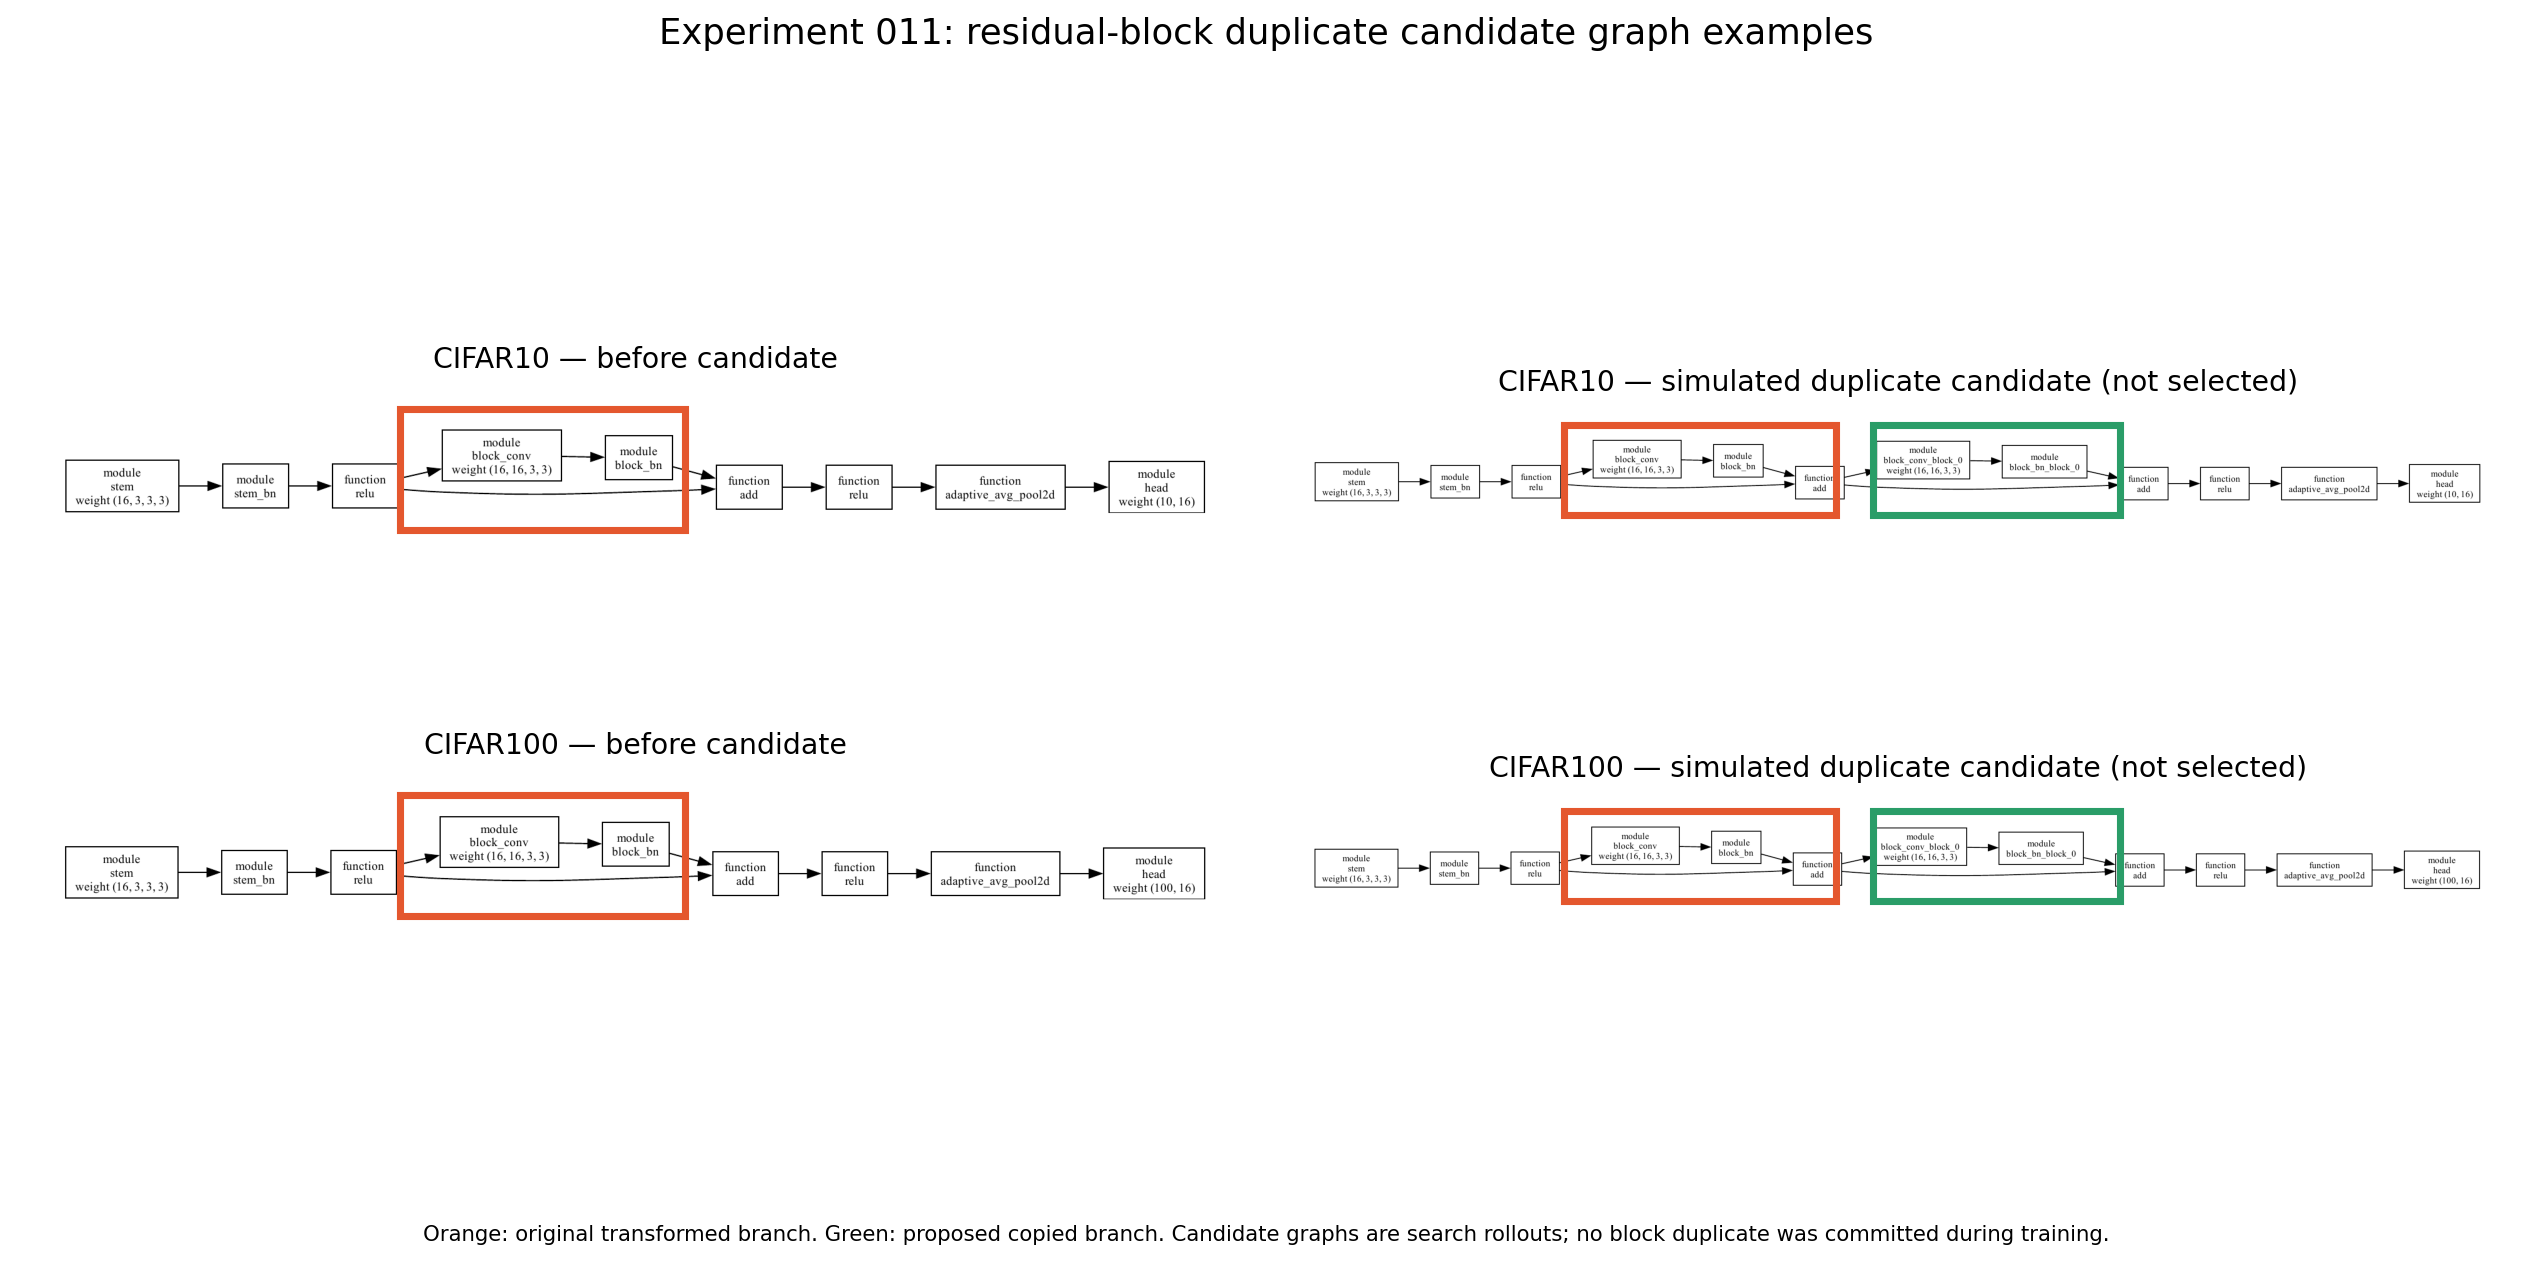 Experiment 011: residual-block duplicate candidate graph examples
CIFAR10 — before candidate
module
stem
weight (16, 3, 3, 3)
module
stem_bn
function
relu
module
block_conv
weight (16, 16, 3, 3)
module
block_bn
function
add
function
relu
function
adaptive_avg_pool2d
module
head
weight (10, 16)
CIFAR10 — simulated duplicate candidate (not selected)
module
stem
weight (16, 3, 3, 3)
module
stem_bn
function
relu
module
block_conv
weight (16, 16, 3, 3)
module
block_bn
function
add
module
block_conv_block_0
weight (16, 16, 3, 3)
module
block_bn_block_0
function
add
function
relu
function
adaptive_avg_pool2d
module
head
weight (10, 16)
CIFAR100 — before candidate
module
stem
weight (16, 3, 3, 3)
module
stem_bn
function
relu
module
block_conv
weight (16, 16, 3, 3)
module
block_bn
function
add
function
relu
function
adaptive_avg_pool2d
module
head
weight (100, 16)
CIFAR100 — simulated duplicate candidate (not selected)
module
stem
weight (16, 3, 3, 3)
module
stem_bn
function
relu
module
block_conv
weight (16, 16, 3, 3)
module
block_bn
function
add
module
block_conv_block_0
weight (16, 16, 3, 3)
module
block_bn_block_0
function
add
function
relu
function
adaptive_avg_pool2d
module
head
weight (100, 16)
Orange: original transformed branch. Green: proposed copied branch. Candidate graphs are search rollouts; no block duplicate was committed during training.